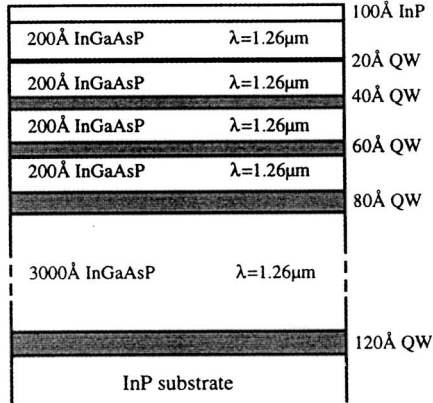 100Å InP
200Å InGaAsP λ=1.26μm
20Å QW
200Å InGaAsP λ=1.26μm
40Å QW
200Å InGaAsP λ=1.26μm
60Å QW
200Å InGaAsP λ=1.26μm
80Å QW
3000Å InGaAsP λ=1.26μm
120Å QW
InP substrate